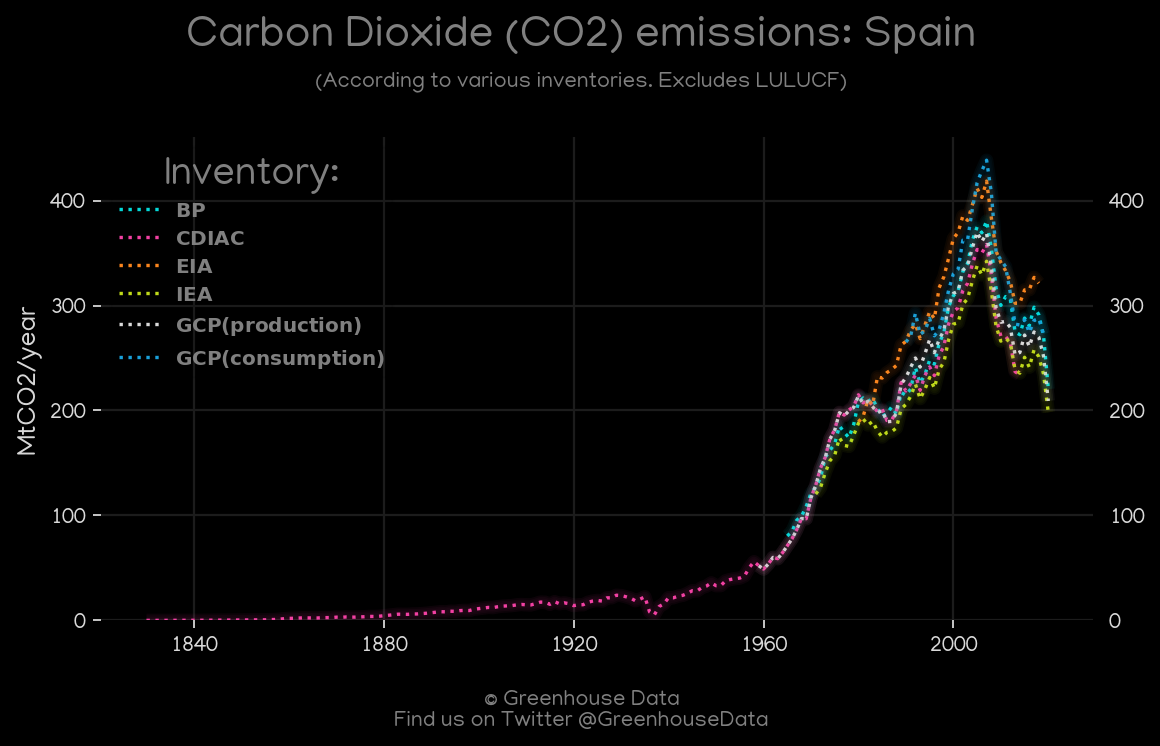 Carbon Dioxide (CO2) emissions: Spain
(According to various inventories. Excludes LULUCF)
Inventory:
BP
CDIAC
EIA
IEA
GCP(production)
GCP(consumption)
MtCO2/year
400
300
200
100
0
400
300
200
100
0
1840
1880
1920
1960
2000
© Greenhouse Data
Find us on Twitter @GreenhouseData